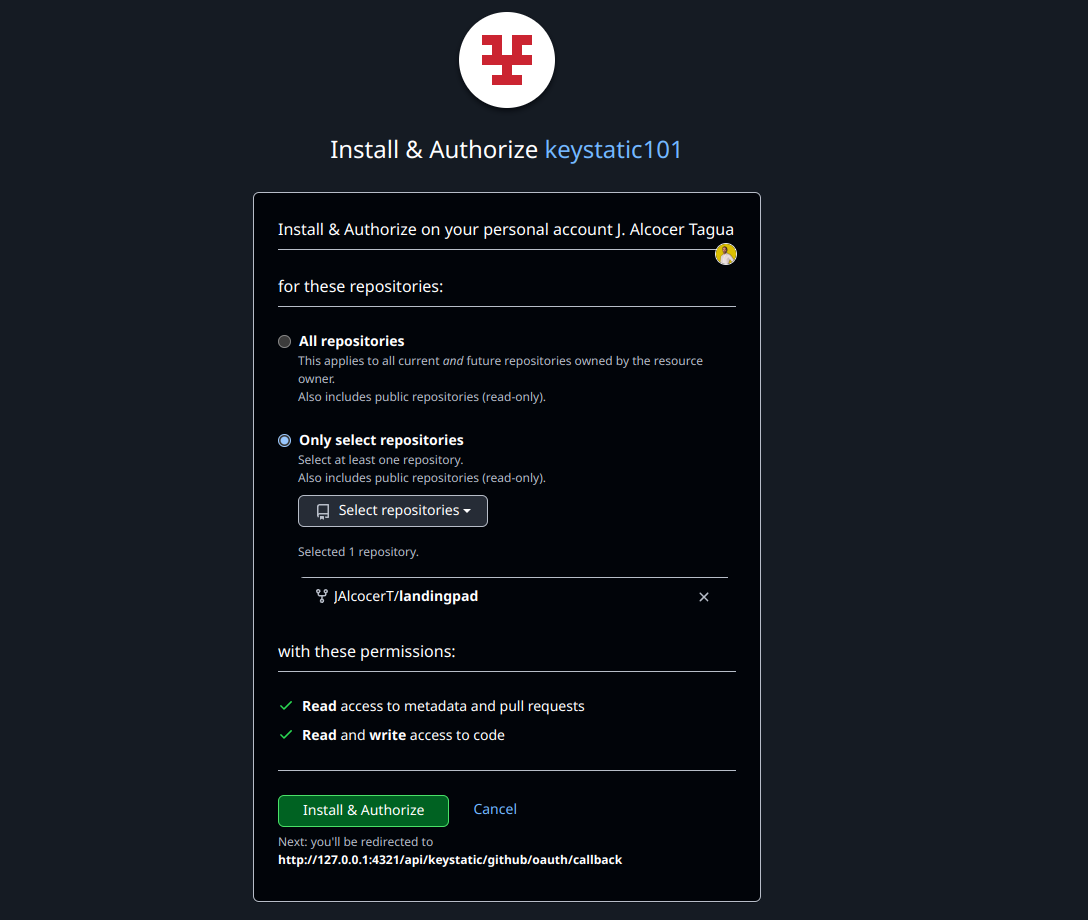 Install & Authorize keystatic101
Install & Authorize on your personal account J. Alcocer Tagua
for these repositories:
All repositories
This applies to all current and future repositories owned by the resource
owner.
Also includes public repositories (read-only).
Only select repositories
Select at least one repository.
Also includes public repositories (read-only).
Select repositories
Selected 1 repository.
JAlcocerT/landingpad
with these permissions:
Read access to metadata and pull requests
Read and write access to code
Install & Authorize
Cancel
Next: you'll be redirected to
http://127.0.0.1:4321/api/keystatic/github/oauth/callback